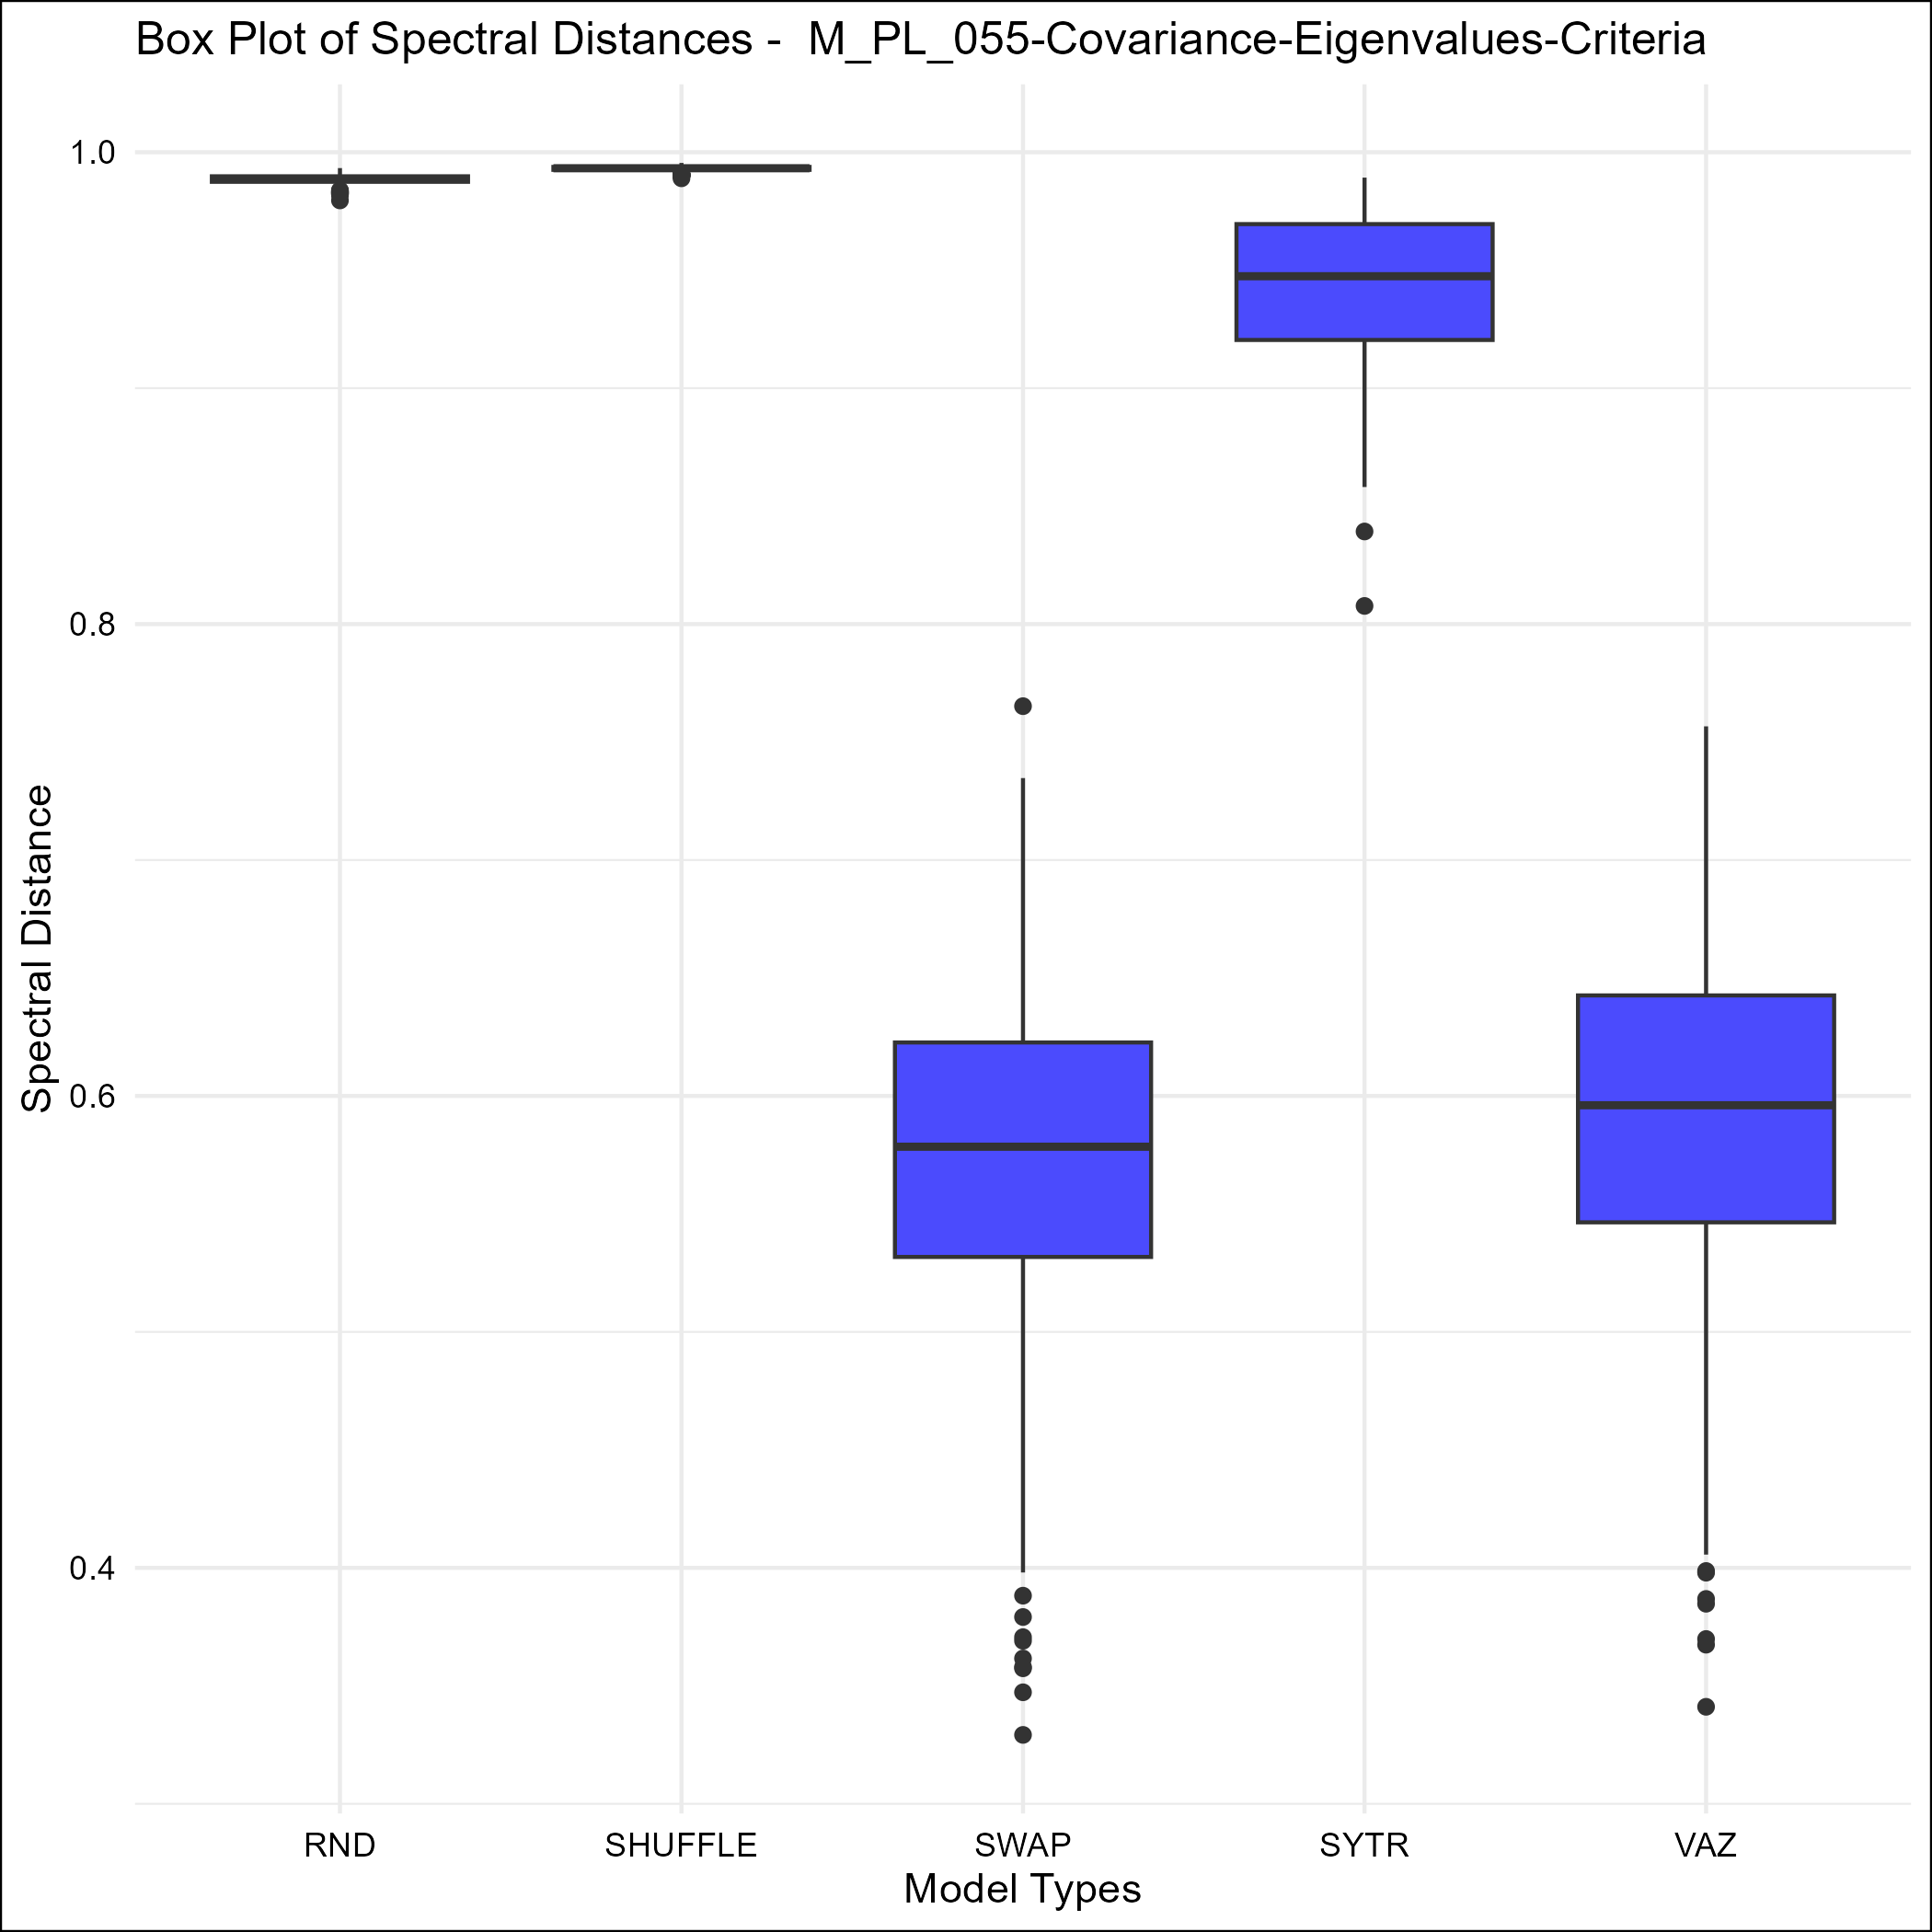 Box Plot of Spectral Distances -  M_PL_055-Covariance-Eigenvalues-Criteria
Spectral Distance
1.0
0.8
0.6
0.4
RND SHUFFLE SWAP SYTR VAZ
Model Types